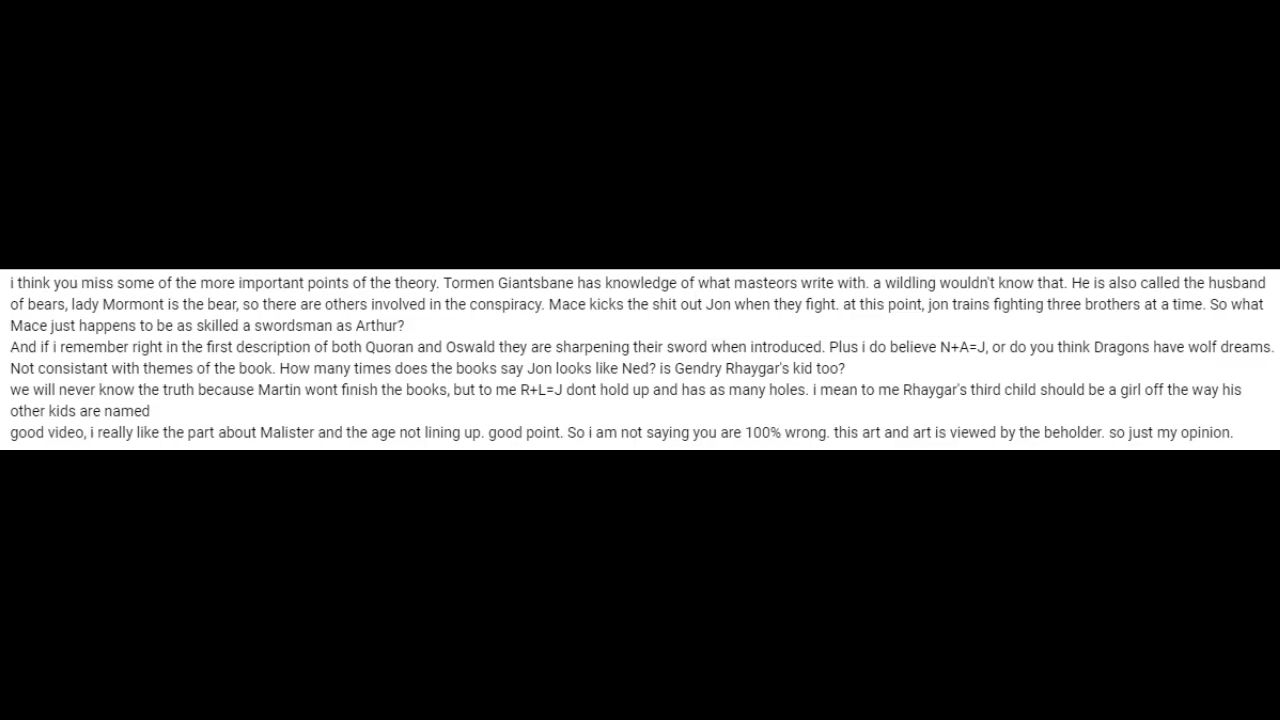 i think you miss some of the more important points of the theory. Tormen Giantsbane has knowledge of what masteors write with. a wildling wouldn't know that. He is also called the husband
of bears, lady Mormont is the bear, so there are others involved in the conspiracy. Mace kicks the shit out Jon when they fight. at this point, jon trains fighting three brothers at a time. So what
Mace just happens to be as skilled a swordsman as Arthur?
And if i remember right in the first description of both Quoran and Oswald they are sharpening their sword when introduced. Plus i do believe N+A=J, or do you think Dragons have wolf dreams.
Not consistant with themes of the book. How many times does the books say Jon looks like Ned? is Gendry Rhaygar's kid too?
we will never know the truth because Martin wont finish the books, but to me R+L=J dont hold up and has as many holes. i mean to me Rhaygar's third child should be a girl off the way his
other kids are named
good video, i really like the part about Malister and the age not lining up. good point. So i am not saying you are 100% wrong. this art and art is viewed by the beholder. so just my opinion.